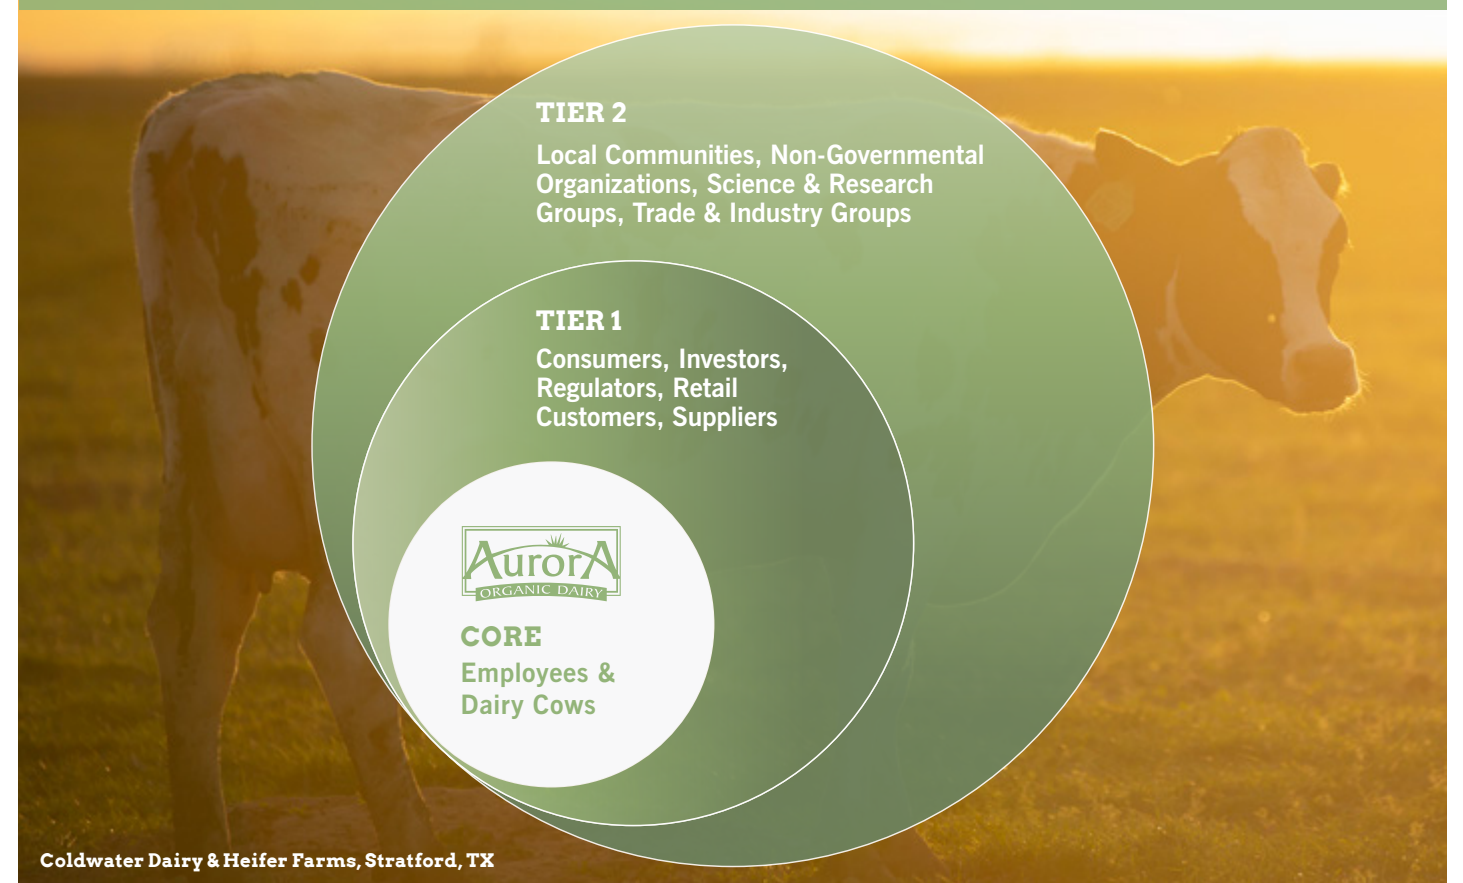 TIER 2
Local Communities, Non-Governmental
Organizations, Science & Research
Groups, Trade & Industry Groups
TIER 1
Consumers, Investors,
Regulators, Retail
Customers, Suppliers
AurorA
ORGANIC DAIRY
CORE
Employees &
Dairy Cows
Coldwater Dairy & Heifer Farms, Stratford, TX